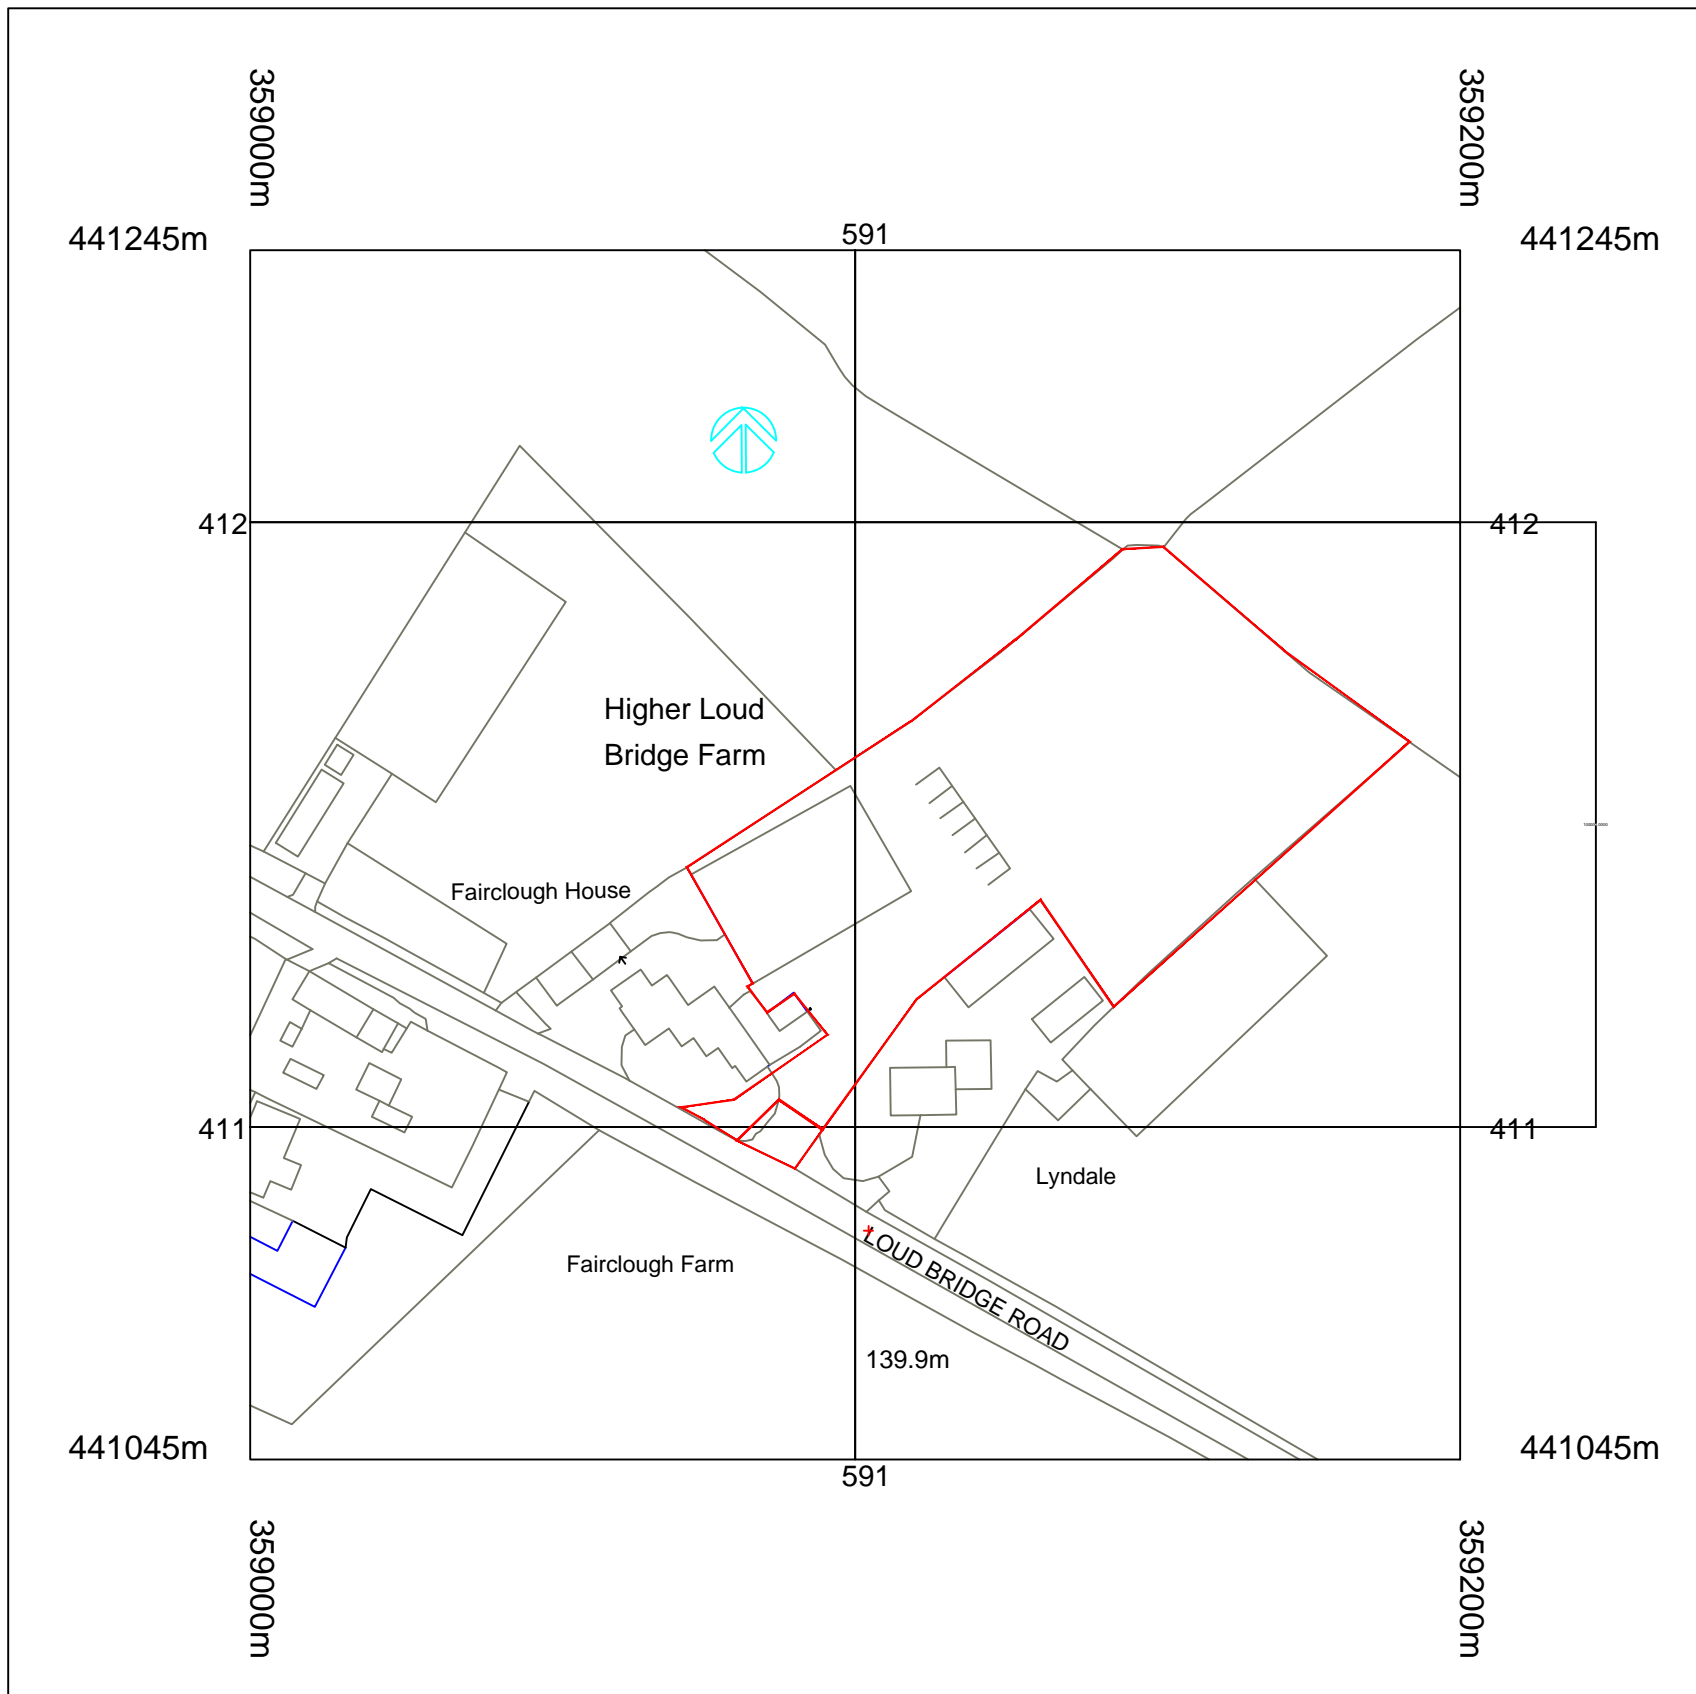 359000m
359200m
441245m
591
441245m
412
412
Higher Loud
Bridge Farm
Fairclough House
411
411
Lyndale
LOUD BRIDGE ROAD
Fairclough Farm
139.9m
441045m
591
441045m
359000m
359200m